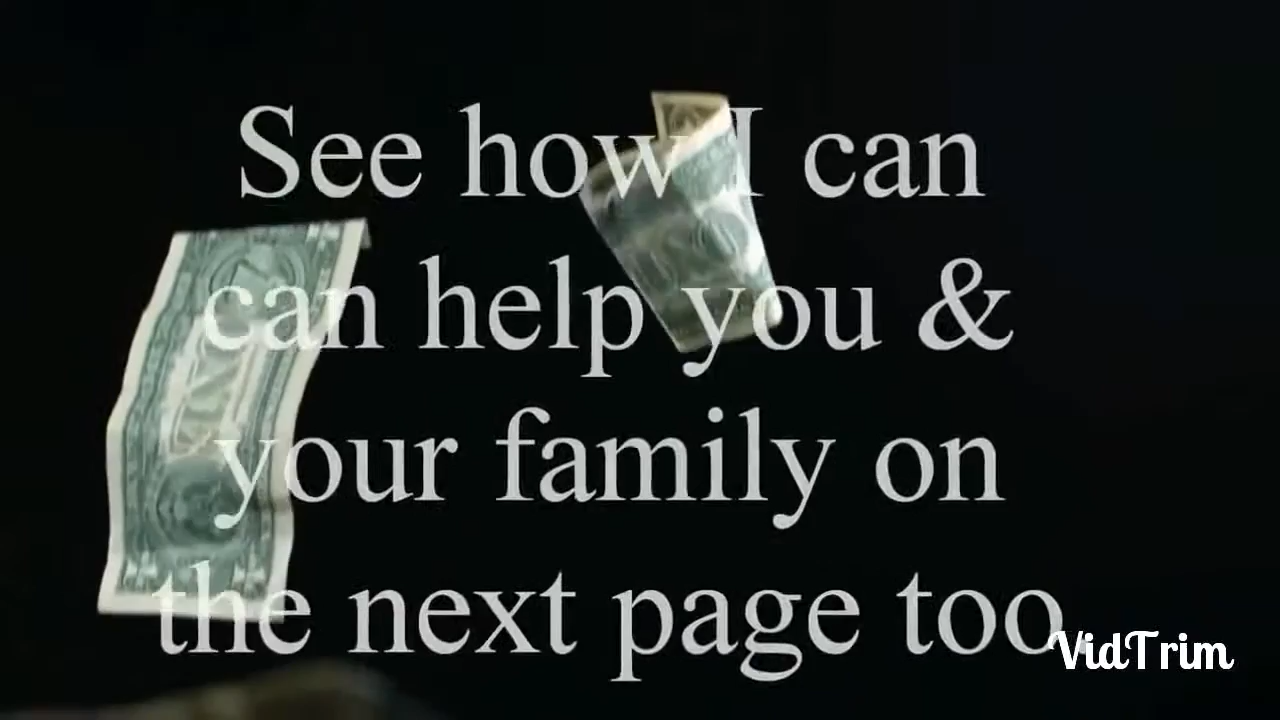 See how I can
can help you &
your family on
the next page too.
VidTrim